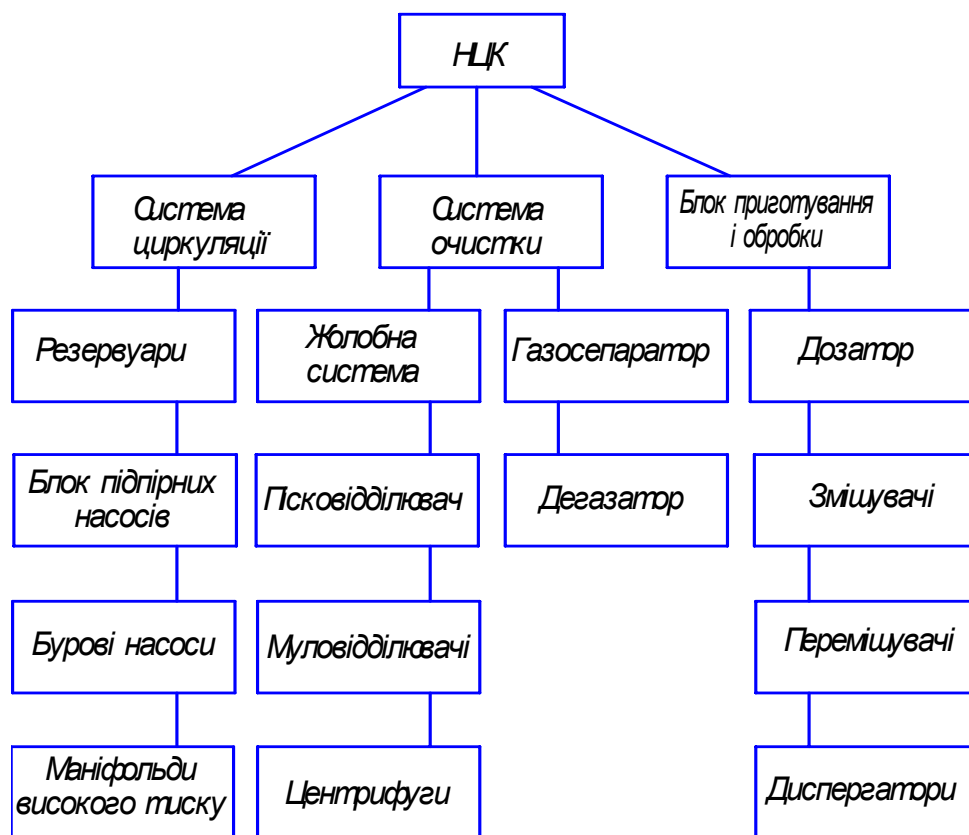 НЦК
Система
циркуляції
Система
очистки
Блок приготування
і обробки
Резервуари
Жолобна
система
Газосепаратор
Дозатор
Блок підпірних
насосів
Пісковідділювач
Дегазатор
Змішувачі
Бурові насоси
Муловідділювачі
Перемішувачі
Маніфольди
високого тиску
Центрифуги
Диспергатори